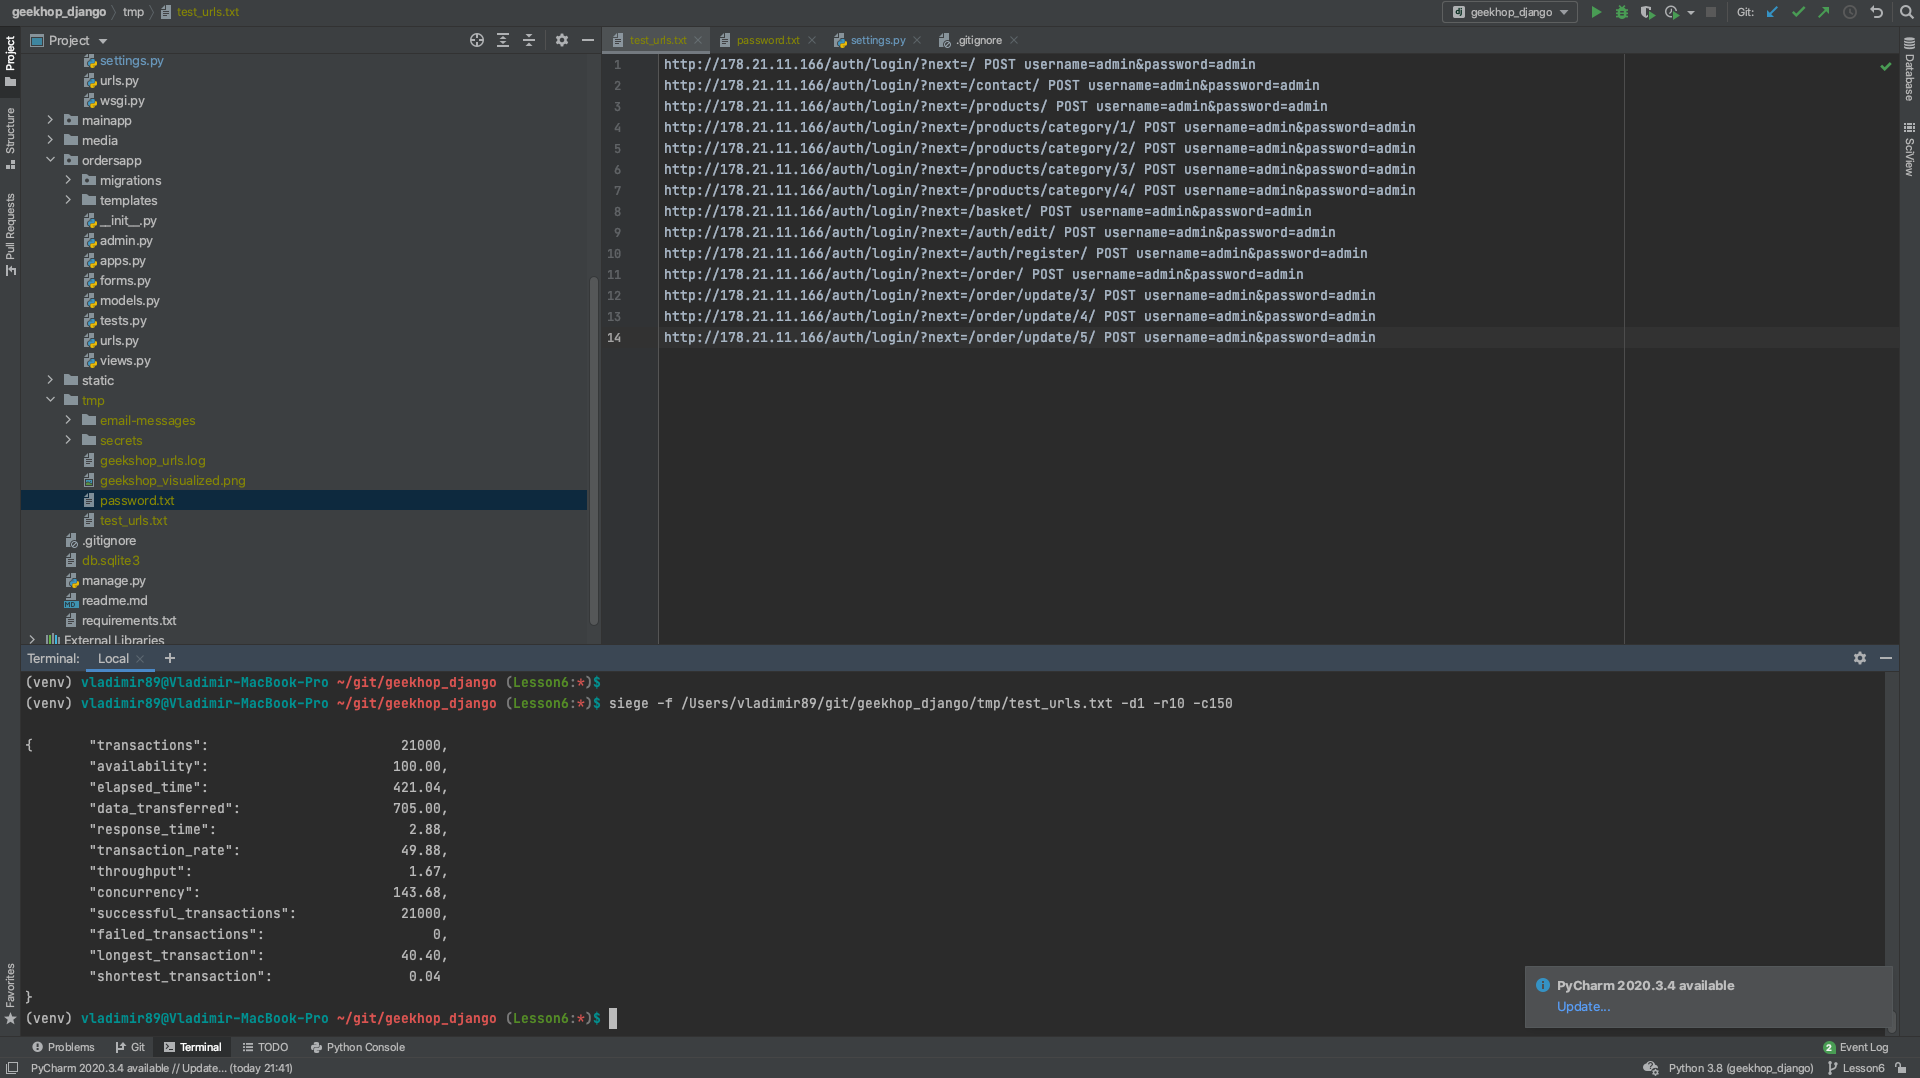 geekhop_django
tmp
test_urls.txt
geekhop_django
Git:
Project
Structure
Pull Requests
Favorites
Database
SciView
Project
settings.py
urls.py
wsgi.py
mainapp
media
ordersapp
migrations
templates
__init__.py
admin.py
apps.py
forms.py
models.py
tests.py
urls.py
views.py
static
tmp
email-messages
secrets
geekshop_urls.log
geekshop_visualized.png
password.txt
test_urls.txt
.gitignore
db.sqlite3
manage.py
readme.md
requirements.txt
External Libraries
test_urls.txt
password.txt
settings.py
.gitignore
1 http://178.21.11.166/auth/login/?next=/ POST username=admin&password=admin
2 http://178.21.11.166/auth/login/?next=/contact/ POST username=admin&password=admin
3 http://178.21.11.166/auth/login/?next=/products/ POST username=admin&password=admin
4 http://178.21.11.166/auth/login/?next=/products/category/1/ POST username=admin&password=admin
5 http://178.21.11.166/auth/login/?next=/products/category/2/ POST username=admin&password=admin
6 http://178.21.11.166/auth/login/?next=/products/category/3/ POST username=admin&password=admin
7 http://178.21.11.166/auth/login/?next=/products/category/4/ POST username=admin&password=admin
8 http://178.21.11.166/auth/login/?next=/basket/ POST username=admin&password=admin
9 http://178.21.11.166/auth/login/?next=/auth/edit/ POST username=admin&password=admin
10 http://178.21.11.166/auth/login/?next=/auth/register/ POST username=admin&password=admin
11 http://178.21.11.166/auth/login/?next=/order/ POST username=admin&password=admin
12 http://178.21.11.166/auth/login/?next=/order/update/3/ POST username=admin&password=admin
13 http://178.21.11.166/auth/login/?next=/order/update/4/ POST username=admin&password=admin
14 http://178.21.11.166/auth/login/?next=/order/update/5/ POST username=admin&password=admin
Terminal: Local +
(venv) vladimir89@Vladimir-MacBook-Pro ~/git/geekhop_django (Lesson6:*)$
(venv) vladimir89@Vladimir-MacBook-Pro ~/git/geekhop_django (Lesson6:*)$ siege -f /Users/vladimir89/git/geekhop_django/tmp/test_urls.txt -d1 -r10 -c150
{ "transactions": 21000,
"availability": 100.00,
"elapsed_time": 421.04,
"data_transferred": 705.00,
"response_time": 2.88,
"transaction_rate": 49.88,
"throughput": 1.67,
"concurrency": 143.68,
"successful_transactions": 21000,
"failed_transactions": 0,
"longest_transaction": 40.40,
"shortest_transaction": 0.04
}
(venv) vladimir89@Vladimir-MacBook-Pro ~/git/geekhop_django (Lesson6:*)$
PyCharm 2020.3.4 available
Update...
Problems
Git
Terminal
TODO
Python Console
2 Event Log
PyCharm 2020.3.4 available // Update... (today 21:41)
Python 3.8 (geekhop_django)
Lesson6